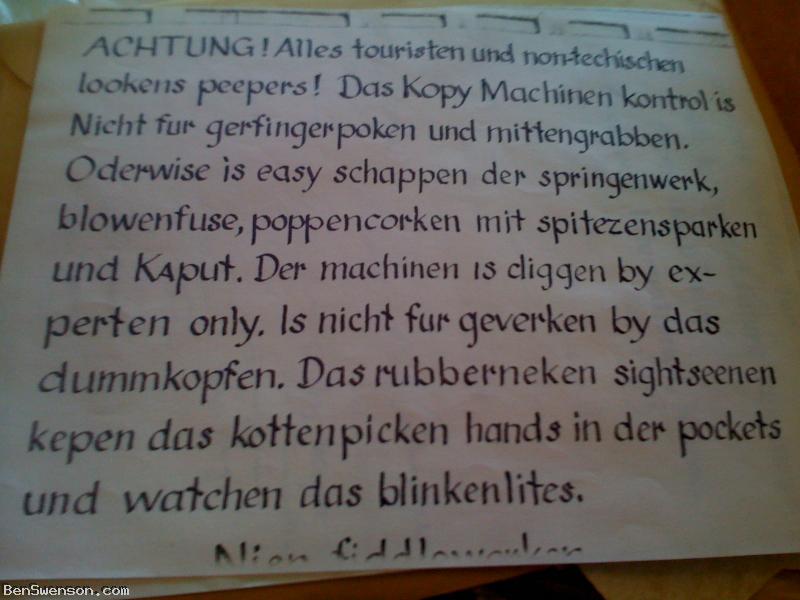 ACHTUNG! Alles touristen und non-techischen
lookens peepers! Das Kopy Machinen kontrol is
Nicht fur gerfingerpoken und mittengrabben.
Oderwise is easy schappen der springenwerk,
blowenfuse, poppencorken mit spitezensparken
und Kaput. Der machinen is diggen by ex-
perten only. Is nicht fur geverken by das
dummkopfen. Das rubberneken sightseenen
kepen das kottenpicken hands in der pockets
und watchen das blinkenlites.
BenSwenson.com